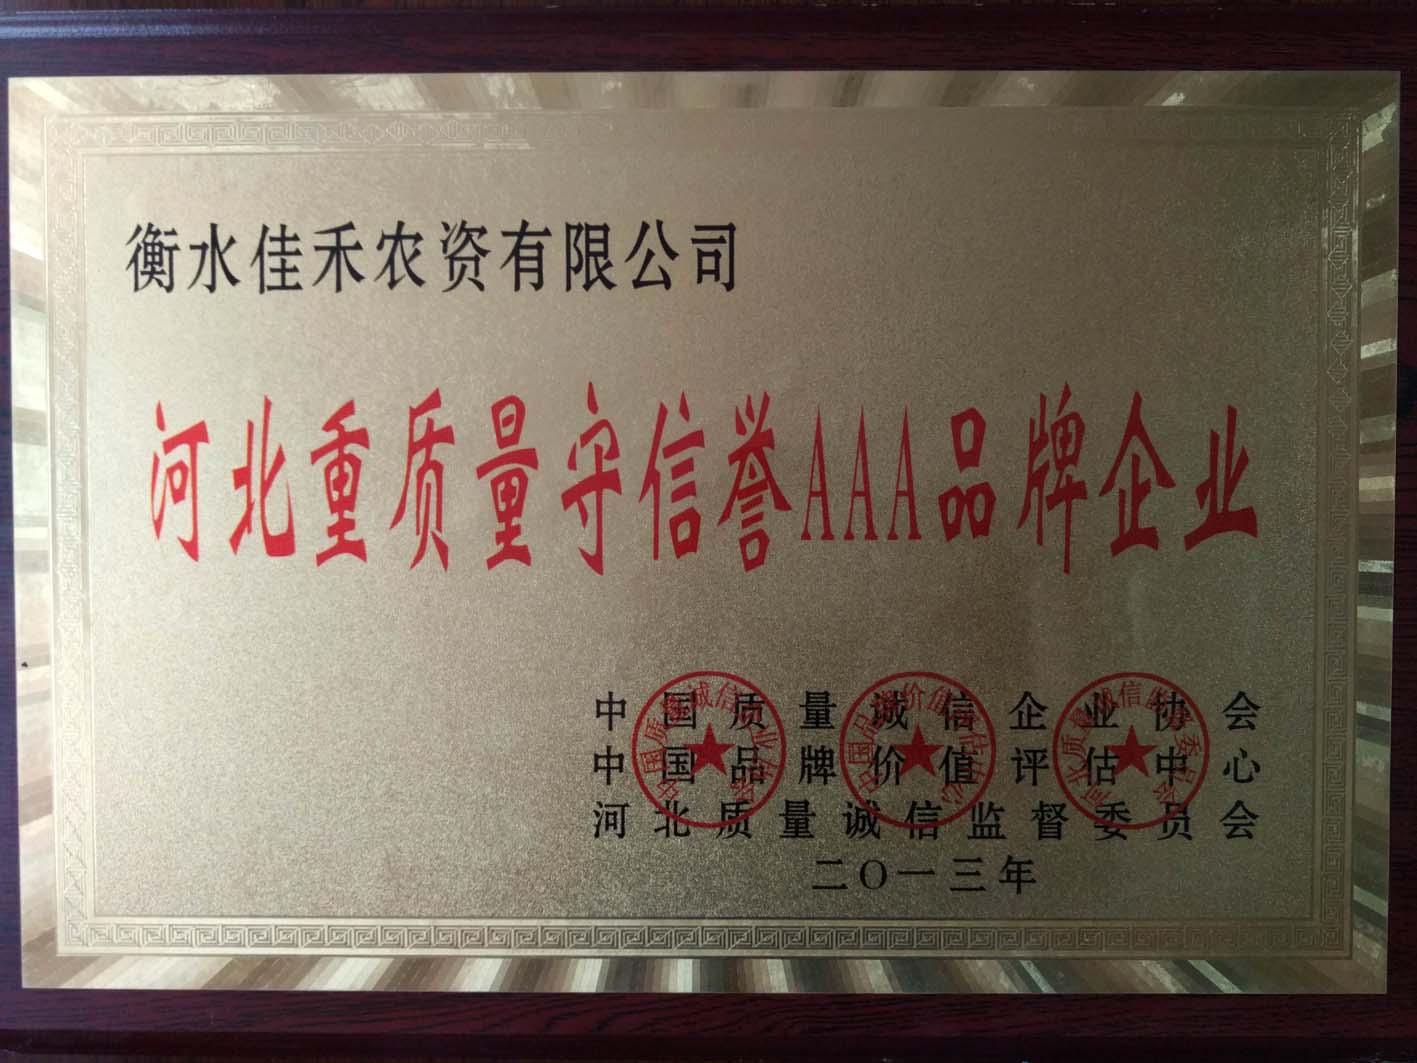 衡水佳禾农资有限公司
河北重质量守信誉AAA品牌企业
中国质量诚信企业协会
中国品牌价值评估中心
河北质量诚信监督委员会
二〇一三年